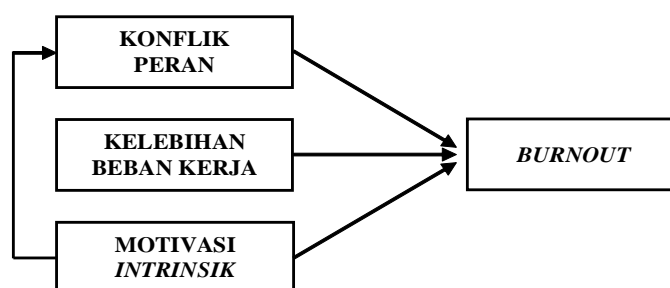 KONFLIK
PERAN
KELEBIHAN
BEBAN KERJA
BURNOUT
MOTIVASI
INTRINSIK